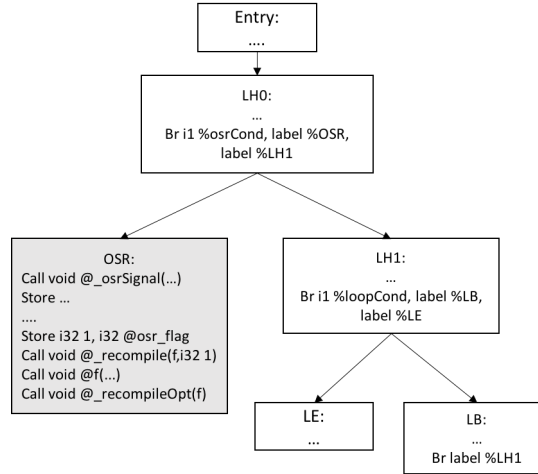 Entry:
....
LH0:
...
Br i1 %osrCond, label %OSR,
label %LH1
OSR:
Call void @_osrSignal(...)
Store ...
....
Store i32 1, i32 @osr_flag
Call void @_recompile(f,i32 1)
Call void @f(...)
Call void @_recompileOpt(f)
LH1:
...
Br i1 %loopCond, label %LB,
label %LE
LE:
...
LB:
...
Br label %LH1